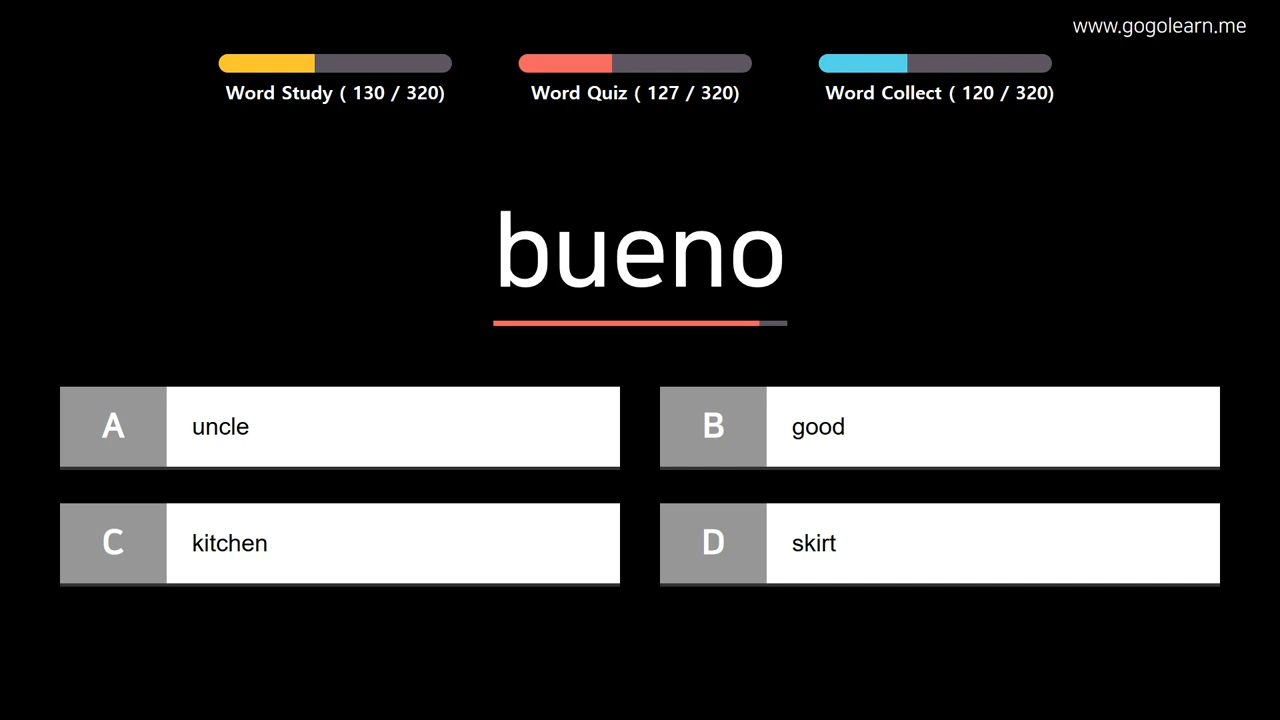 www.gogolearn.me
Word Study ( 130 / 320)
Word Quiz ( 127 / 320)
Word Collect ( 120 / 320)
bueno
A uncle
B good
C kitchen
D skirt